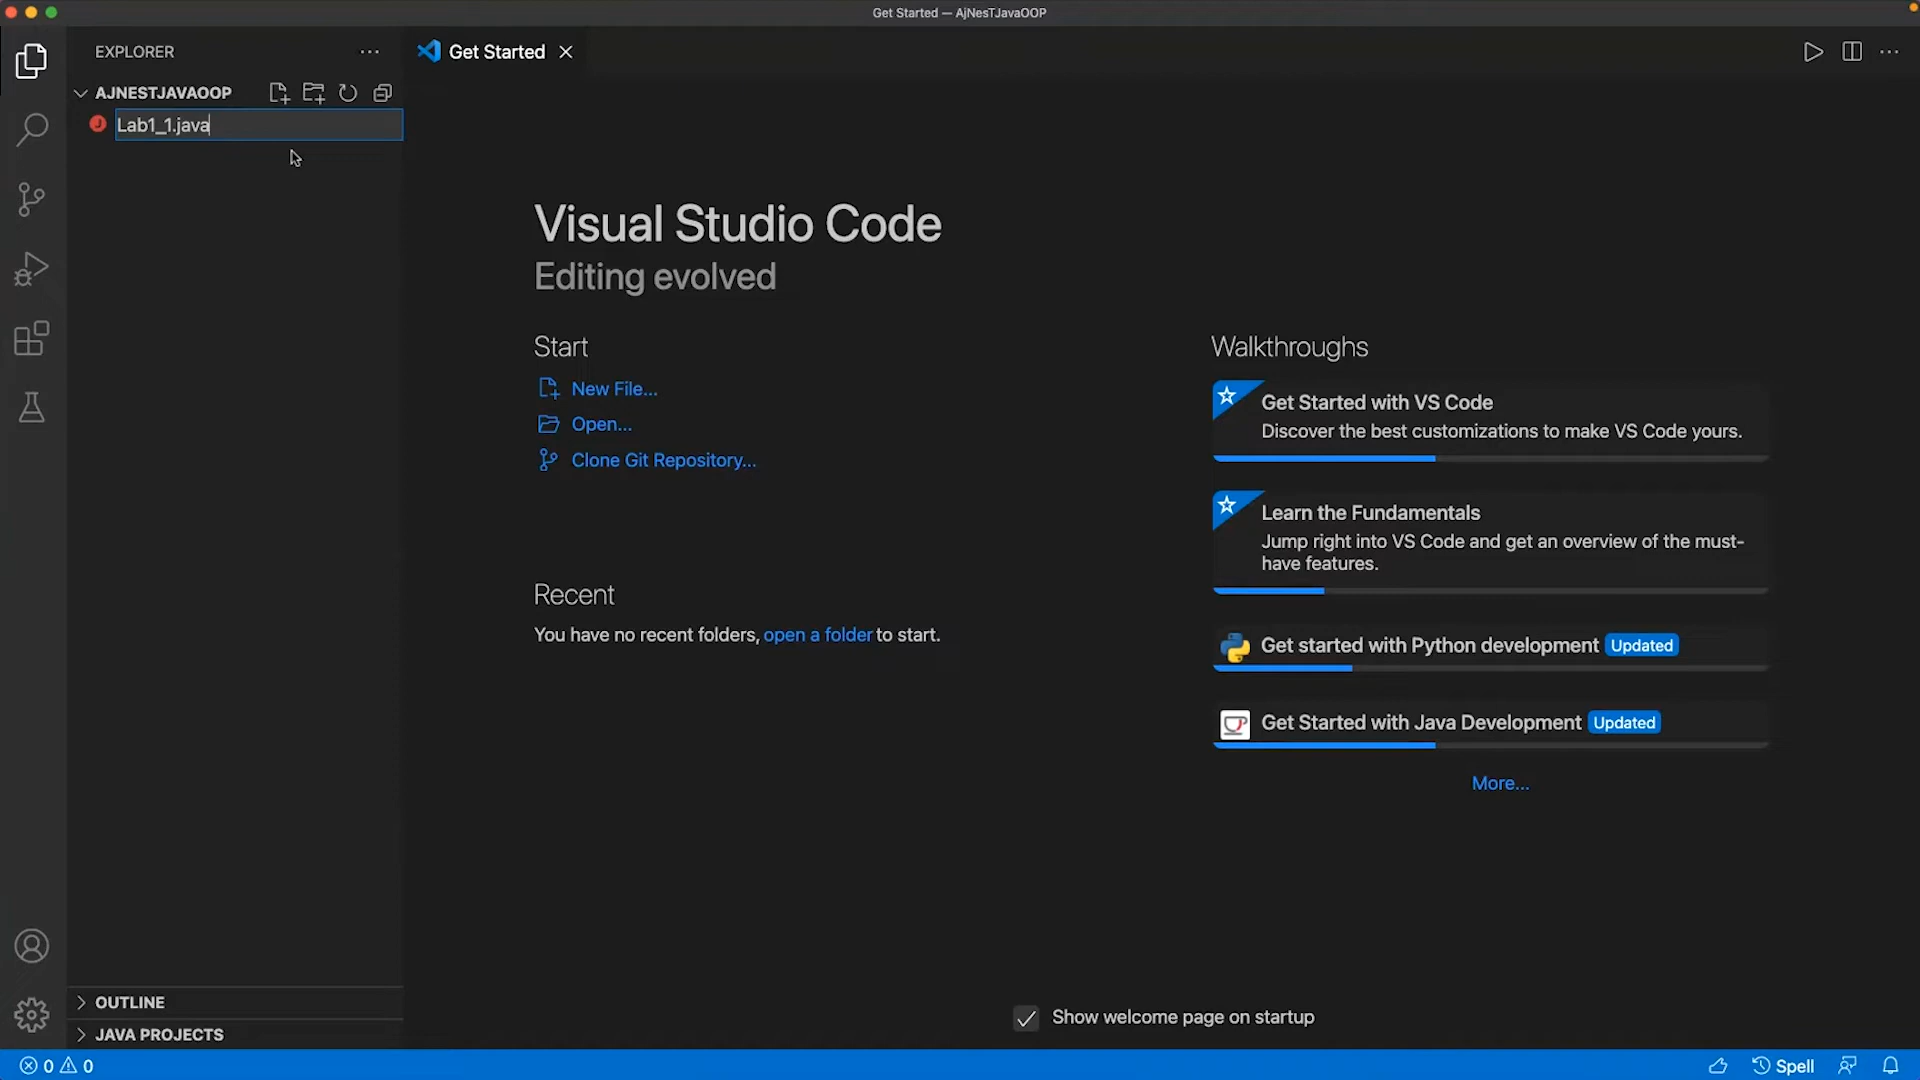 Get Started — AjNesTJavaOOP
EXPLORER
Get Started
AJNESTJAVAOOP
Lab1_1.java
Visual Studio Code
Editing evolved
Start
New File...
Open...
Clone Git Repository...
Recent
You have no recent folders, open a folder to start.
Walkthroughs
Get Started with VS Code
Discover the best customizations to make VS Code yours.
Learn the Fundamentals
Jump right into VS Code and get an overview of the must-
have features.
Get started with Python development Updated
Get Started with Java Development Updated
More...
OUTLINE
JAVA PROJECTS
Show welcome page on startup
0 0
Spell